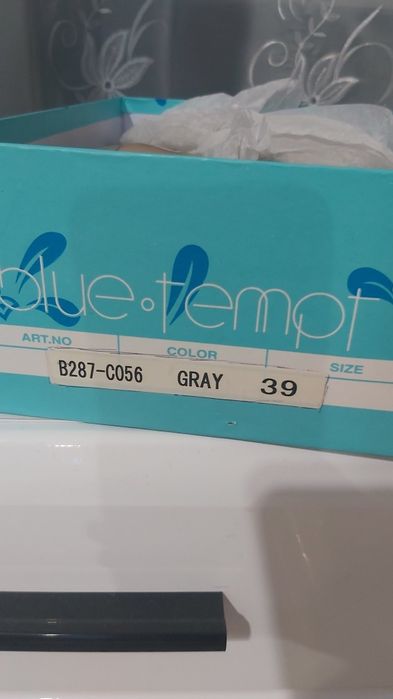 blue·tempt
ART.NO COLOR SIZE
B287-C056 GRAY 39